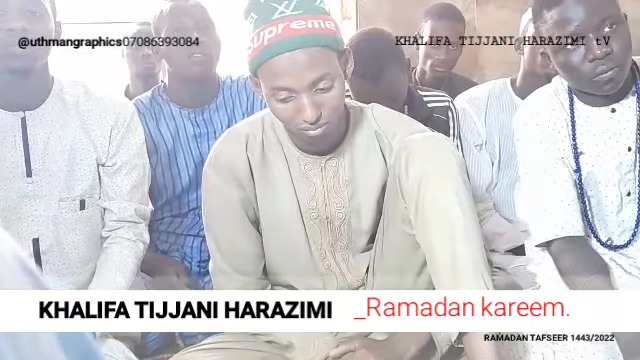 @uthmangraphics07086393084
KHALIFA TIJJANI HARAZIMI tV
Supreme
KHALIFA TIJJANI HARAZIMI _Ramadan kareem.
RAMADAN TAFSEER 1443/2022